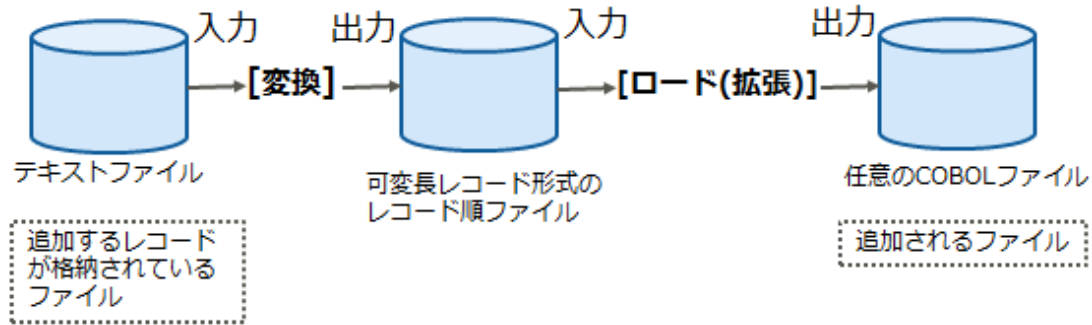 入力
出力
入力
出力
[変換]
[ロード(拡張)]
テキストファイル
可変長レコード形式の
レコード順ファイル
任意のCOBOLファイル
追加するレコード
が格納されている
ファイル
追加されるファイル